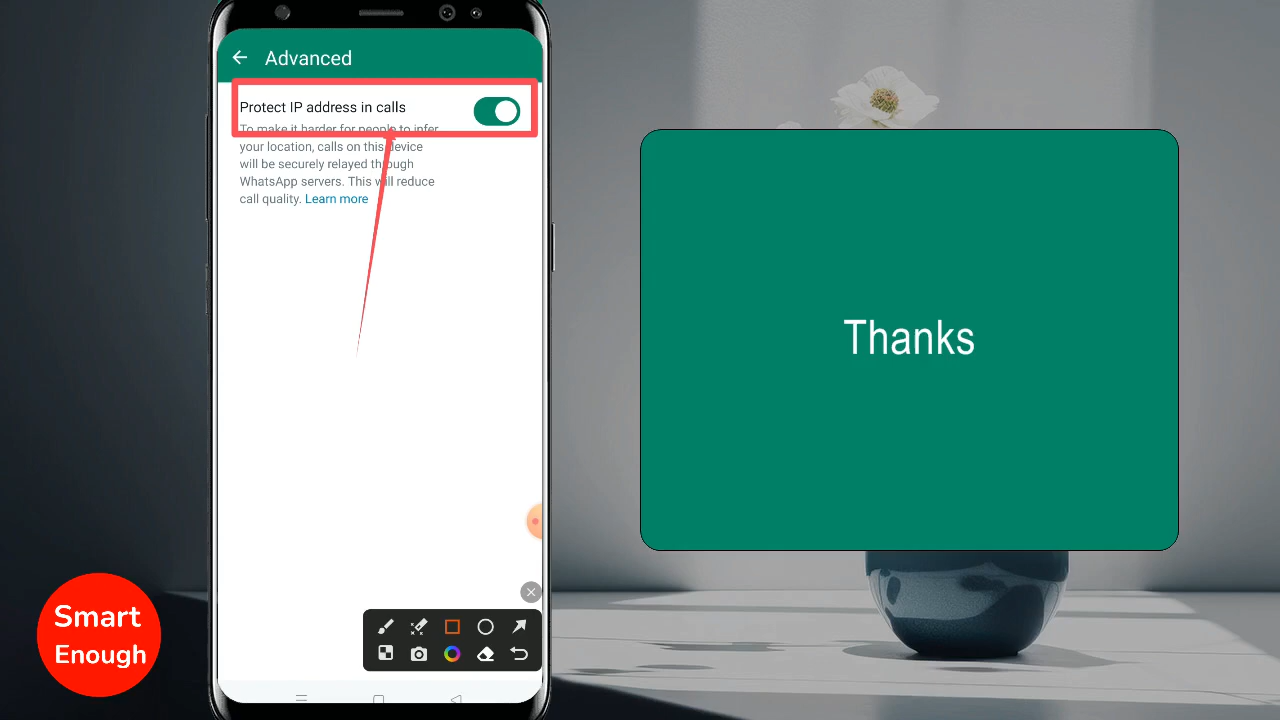 Advanced
Protect IP address in calls
To make it harder for people to infer
your location, calls on this device
will be securely relayed through
WhatsApp servers. This will reduce
call quality. Learn more
Thanks
Smart
Enough